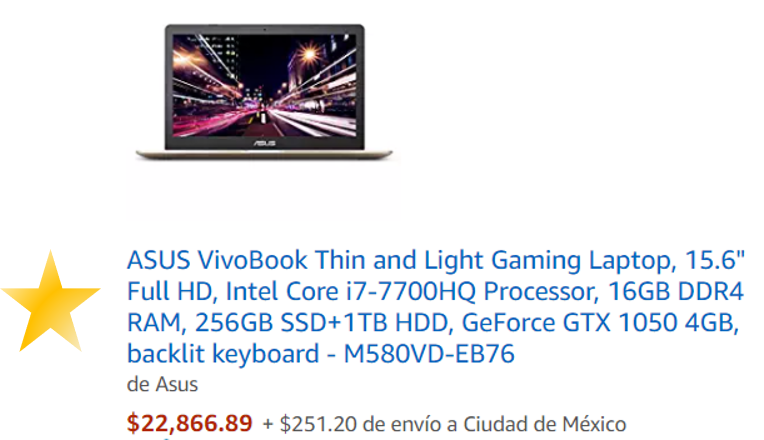 ASUS
ASUS VivoBook Thin and Light Gaming Laptop, 15.6"
Full HD, Intel Core i7-7700HQ Processor, 16GB DDR4
RAM, 256GB SSD+1TB HDD, GeForce GTX 1050 4GB,
backlit keyboard - M580VD-EB76
de Asus
$22,866.89 + $251.20 de envío a Ciudad de México